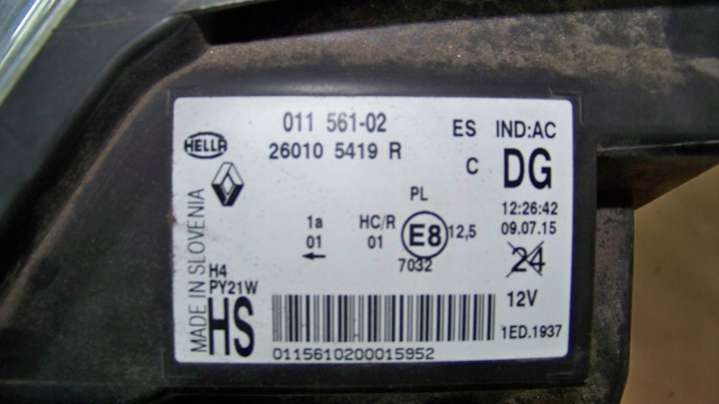 HELLA
011 561-02
26010 5419 R
ES IND:AC
C DG
PL
12:26:42
09.07.15
1a
01
HC/R
01
E8
12,5
7032
24
12V
1ED.1937
H4
PY21W
HS
MADE IN SLOVENIA
0115610200015952